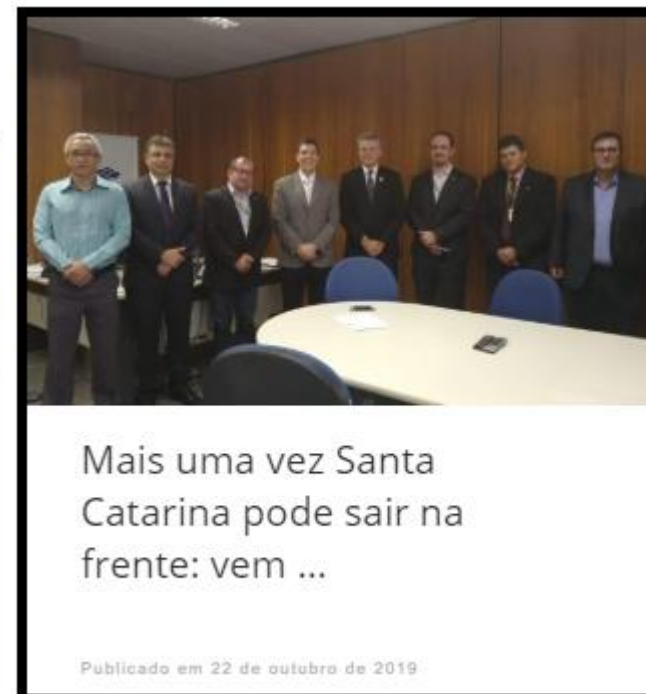 Mais uma vez Santa
Catarina pode sair na
frente: vem ...
Publicado em 22 de outubro de 2019